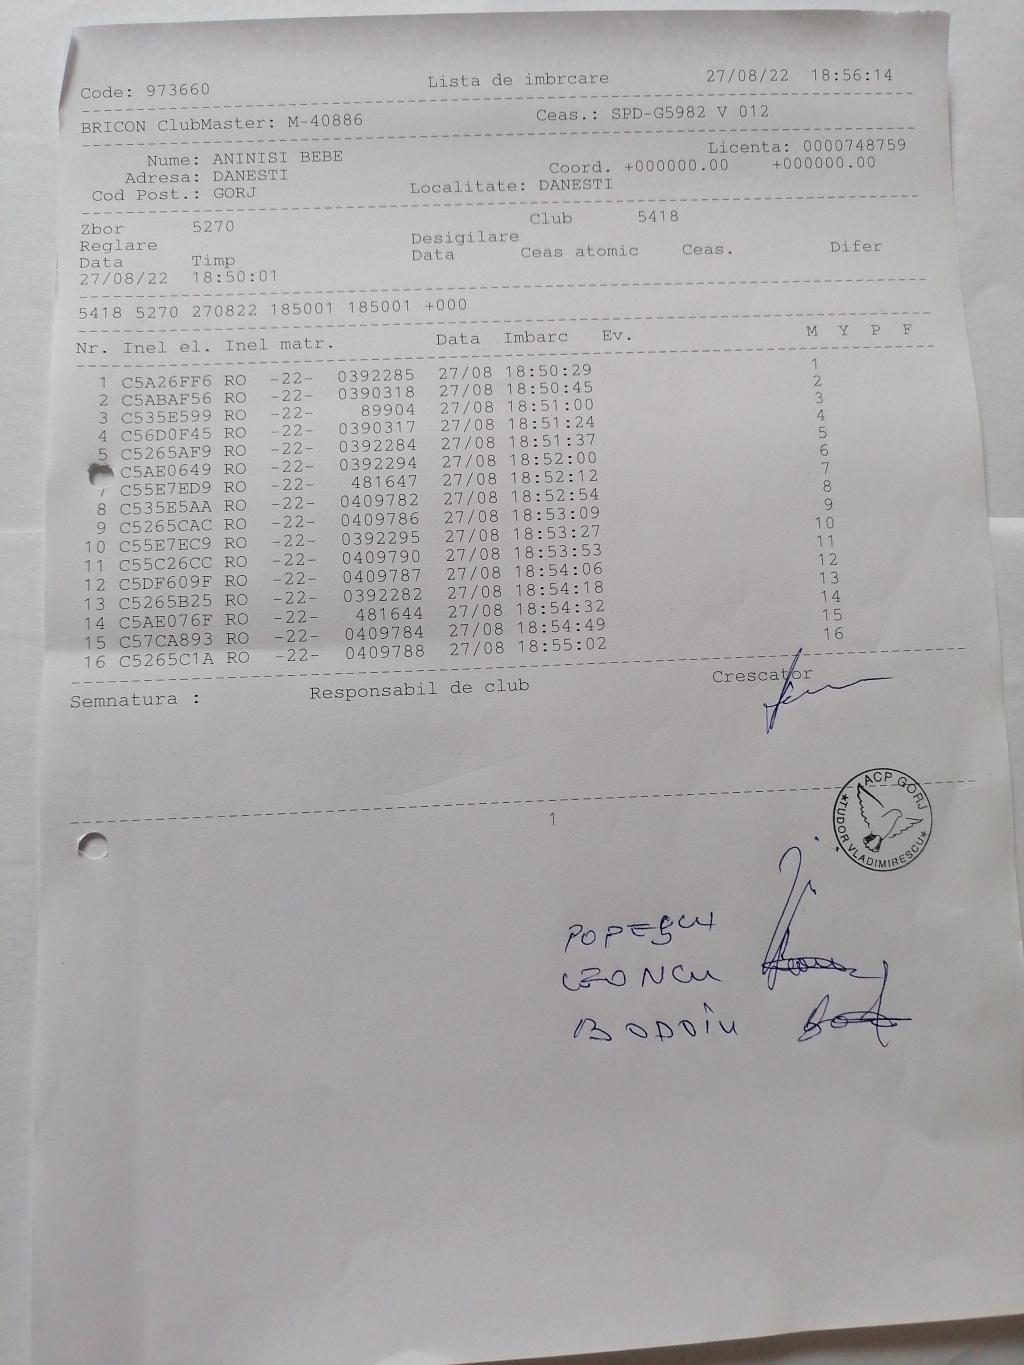 Code: 973660 Lista de imbrcare 27/08/22 18:56:14
BRICON ClubMaster: M-40886 Ceas.: SPD-G5982 V 012
Licenta: 0000748759
Nume: ANINISI BEBE Coord. +000000.00 +000000.00
Adresa: DANESTI
Cod Post.: GORJ Localitate: DANESTI
Zbor 5270 Club 5418
Reglare Desigilare
Data Timp Data Ceas atomic Ceas. Difer
27/08/22 18:50:01
5418 5270 270822 185001 185001 +000
Nr. Inel el. Inel matr. Data Imbarc Ev. M Y P F
1 C5A26FF6 RO -22- 0392285 27/08 18:50:29 1
2 C5ABAF56 RO -22- 0390318 27/08 18:50:45 2
3 C535E599 RO -22- 89904 27/08 18:51:00 3
4 C56D0F45 RO -22- 0390317 27/08 18:51:24 4
5 C5265AF9 RO -22- 0392284 27/08 18:51:37 5
C5AE0649 RO -22- 0392294 27/08 18:52:00 6
7 C55E7ED9 RO -22- 481647 27/08 18:52:12 7
8 C535E5AA RO -22- 0409782 27/08 18:52:54 8
9 C5265CAC RO -22- 0409786 27/08 18:53:09 9
10 C55E7EC9 RO -22- 0392295 27/08 18:53:27 10
11 C55C26CC RO -22- 0409790 27/08 18:53:53 11
12 C5DF609F RO -22- 0409787 27/08 18:54:06 12
13 C5265B25 RO -22- 0392282 27/08 18:54:18 13
14 C5AE076F RO -22- 481644 27/08 18:54:32 14
15 C57CA893 RO -22- 0409784 27/08 18:54:49 15
16 C5265C1A RO -22- 0409788 27/08 18:55:02 16
Semnatura : Responsabil de club Crescator
1
ACP GORJ
TUDOR VLADIMIRESCU
POPESCU
LEONCU